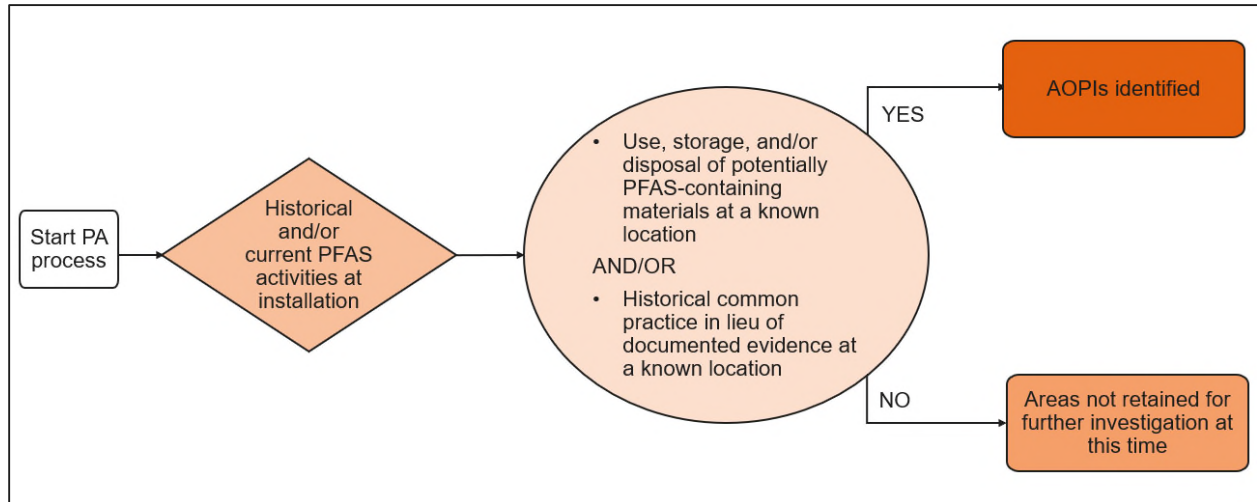 Start PA
process
Historical
and/or
current PFAS
activities at
installation
• Use, storage, and/or
disposal of potentially
PFAS-containing
materials at a known
location
AND/OR
• Historical common
practice in lieu of
documented evidence at
a known location
YES
AOPIs identified
NO
Areas not retained for
further investigation at
this time